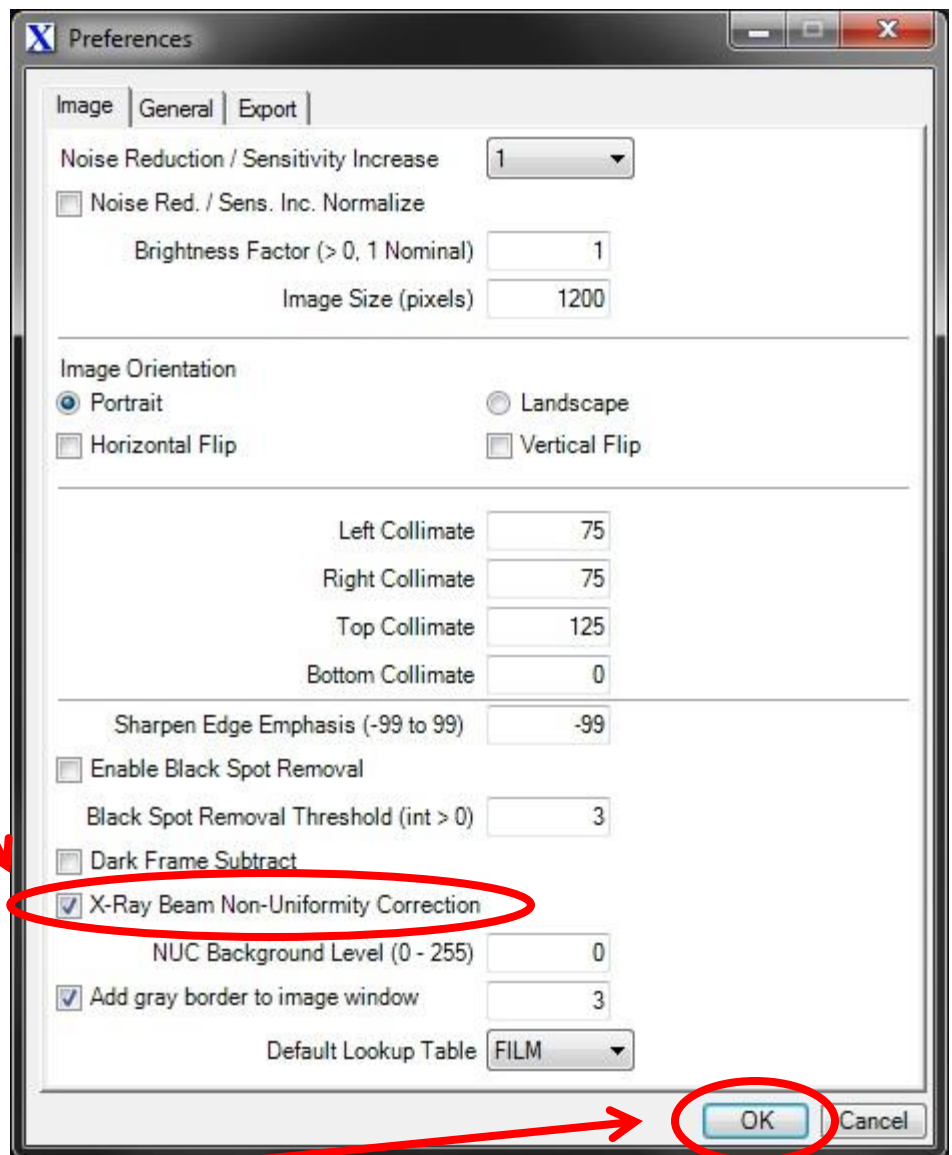 X Preferences
Image General Export
Noise Reduction / Sensitivity Increase 1
Noise Red. / Sens. Inc. Normalize
Brightness Factor (> 0, 1 Nominal) 1
Image Size (pixels) 1200
Image Orientation
Portrait Landscape
Horizontal Flip Vertical Flip
Left Collimate 75
Right Collimate 75
Top Collimate 125
Bottom Collimate 0
Sharpen Edge Emphasis (-99 to 99) -99
Enable Black Spot Removal
Black Spot Removal Threshold (int > 0) 3
Dark Frame Subtract
X-Ray Beam Non-Uniformity Correction
NUC Background Level (0 - 255) 0
Add gray border to image window 3
Default Lookup Table FILM
OK Cancel